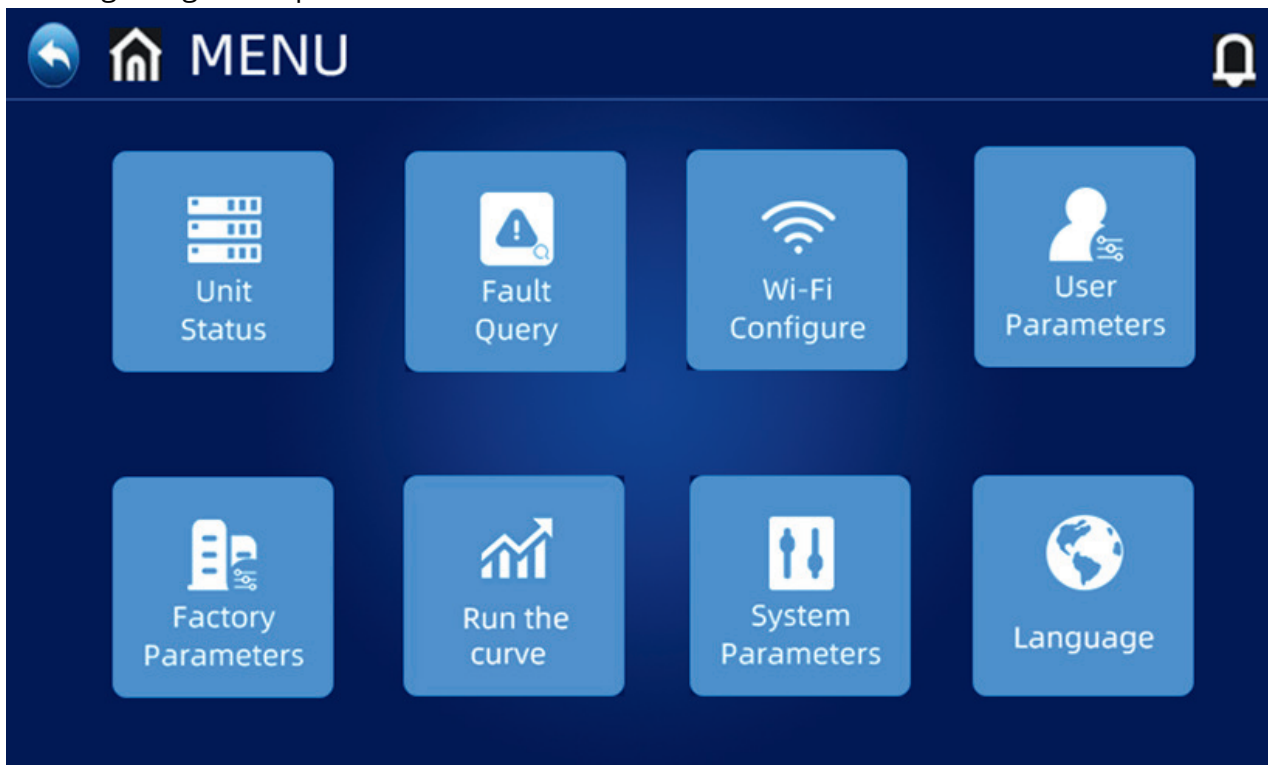 MENU
Unit
Status
Fault
Query
Wi-Fi
Configure
User
Parameters
Factory
Parameters
Run the
curve
System
Parameters
Language